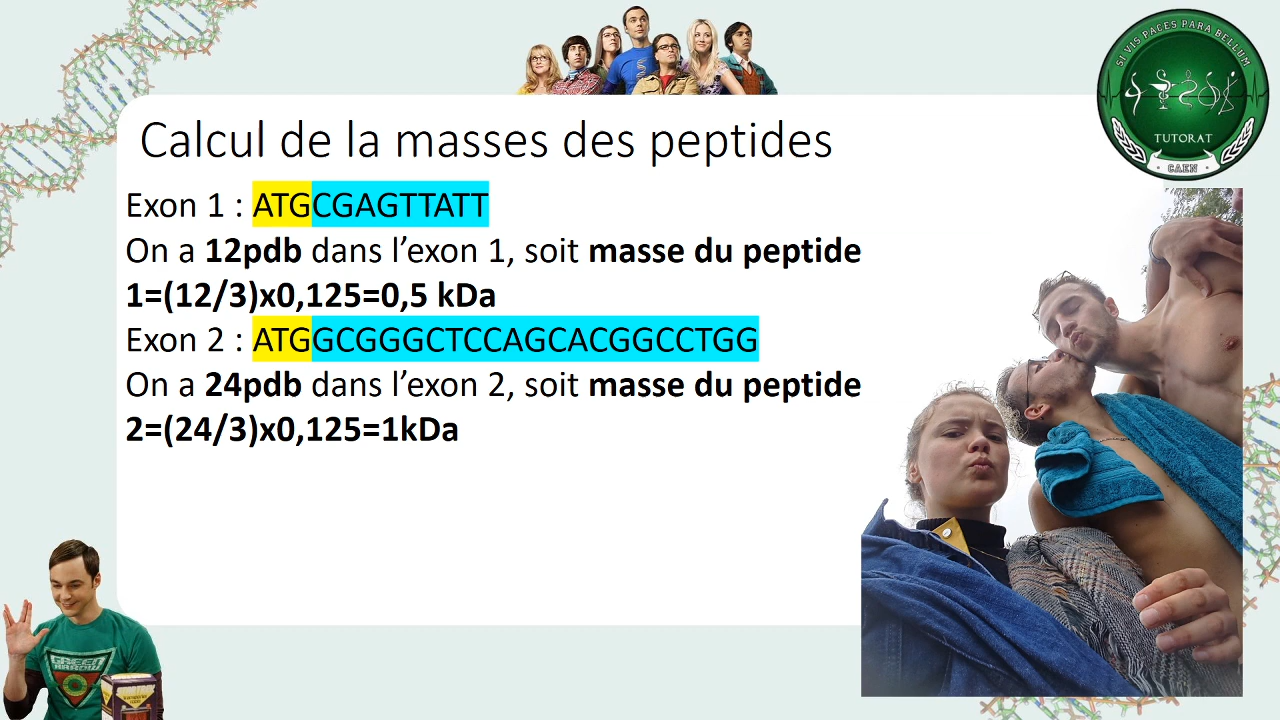 SI VIS PACES PARA BELLUM
TUTORAT
CAEN
Calcul de la masses des peptides
Exon 1 : ATGCGAGTTATT
On a 12pdb dans l’exon 1, soit masse du peptide
1=(12/3)x0,125=0,5 kDa
Exon 2 : ATGGCGGGCTCCAGCACGGCCTGG
On a 24pdb dans l’exon 2, soit masse du peptide
2=(24/3)x0,125=1kDa
GREEN
ARROW